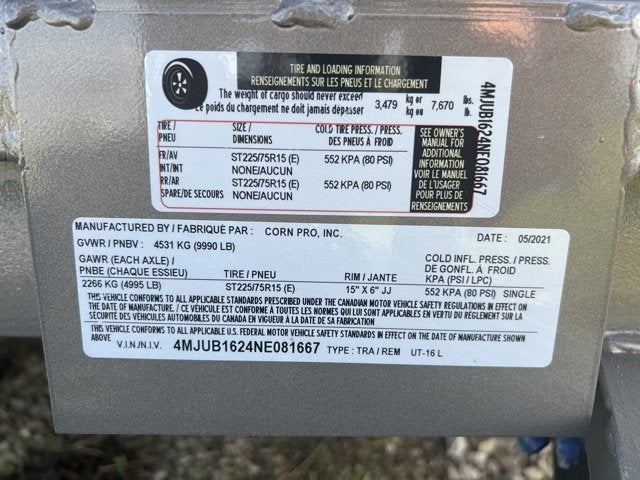 TIRE AND LOADING INFORMATION
RENSEIGNEMENTS SUR LES PNEUS ET LE CHARGEMENT
The weight of cargo should never exceed 3,479 kg or 7,670 lbs.
Le poids du chargement ne doit jamais dépasser kg ou lb.
TIRE / SIZE / COLD TIRE PRESS. / PRESS.
PNEU DIMENSIONS DES PNEUS À FROID
FR/AV ST225/75R15 (E) 552 KPA (80 PSI)
INT/INT NONE/AUCUN
RR/AR ST225/75R15 (E) 552 KPA (80 PSI)
SPARE/DE SECOURS NONE/AUCUN
SEE OWNER'S
MANUAL FOR
ADDITIONAL
INFORMATION
VOIR LE MANUEL
DE L'USAGER
POUR PLUS DE
RENSEIGNEMENTS
4MJUB1624NE081667
MANUFACTURED BY / FABRIQUÉ PAR : CORN PRO, INC. DATE : 05/2021
GVWR / PNBV : 4531 KG (9990 LB)
GAWR (EACH AXLE) / COLD INFL. PRESS. / PRESS.
PNBE (CHAQUE ESSIEU) TIRE / PNEU RIM / JANTE DE GONFL. À FROID
KPA (PSI / LPC)
2266 KG (4995 LB) ST225/75R15 (E) 15" X 6" JJ 552 KPA (80 PSI) SINGLE
THIS VEHICLE CONFORMS TO ALL APPLICABLE STANDARDS PRESCRIBED UNDER THE CANADIAN MOTOR VEHICLE SAFETY REGULATIONS IN EFFECT ON
THE DATE OF MANUFACTURE. / CE VÉHICULE EST CONFORME À TOUTES LES NORMES QUI LUI SONT APPLICABLES EN VERTU DU RÈGLEMENT SUR LA
SÉCURITÉ DES VÉHICULES AUTOMOBILES DU CANADA EN VIGUEUR À LA DATE DE SA FABRICATION
THIS VEHICLE CONFORMS TO ALL APPLICABLE U.S. FEDERAL MOTOR VEHICLE SAFETY STANDARDS IN EFFECT ON THE DATE OF MANUFACTURE SHOWN
ABOVE.
V.I.N./N.I.V. 4MJUB1624NE081667 TYPE : TRA / REM UT-16 L